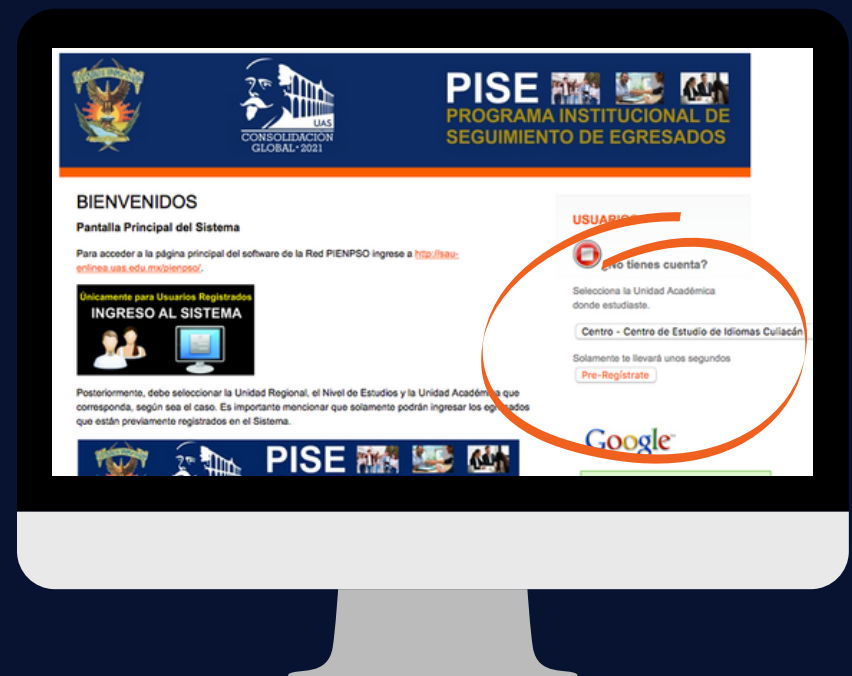 UAS
CONSOLIDACIÓN
GLOBAL·2021
PISE
PROGRAMA INSTITUCIONAL DE
SEGUIMIENTO DE EGRESADOS
BIENVENIDOS
Pantalla Principal del Sistema
Para acceder a la página principal del software de la Red PIENPSO ingrese a http://sau-
enlinea.uas.edu.mx/pienpso/.
Únicamente para Usuarios Registrados
INGRESO AL SISTEMA
Posteriormente, debe seleccionar la Unidad Regional, el Nivel de Estudios y la Unidad Académica que
corresponda, según sea el caso. Es importante mencionar que solamente podrán ingresar los egresados
que están previamente registrados en el Sistema.
PISE
USUARIOS
¿No tienes cuenta?
Selecciona la Unidad Académica
donde estudiaste.
Centro - Centro de Estudio de Idiomas Culiacán
Solamente te llevará unos segundos
Pre-Regístrate
Google